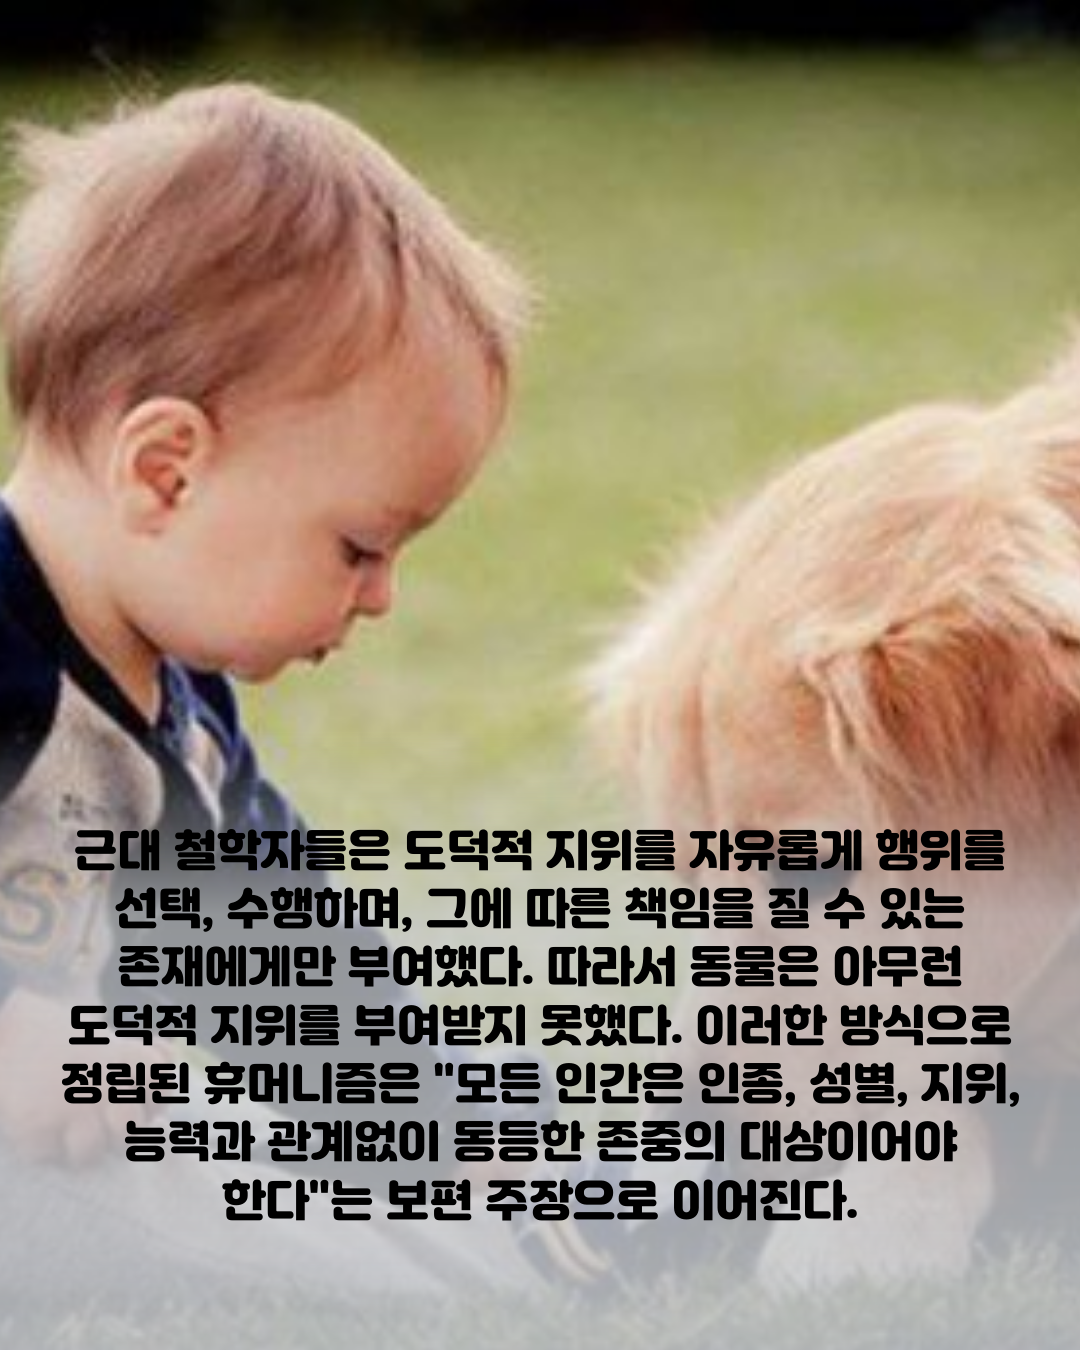 근대 철학자들은 도덕적 지위를 자유롭게 행위를
선택, 수행하며, 그에 따른 책임을 질 수 있는
존재에게만 부여했다. 따라서 동물은 아무런
도덕적 지위를 부여받지 못했다. 이러한 방식으로
정립된 휴머니즘은 "모든 인간은 인종, 성별, 지위,
능력과 관계없이 동등한 존중의 대상이어야
한다"는 보편 주장으로 이어진다.